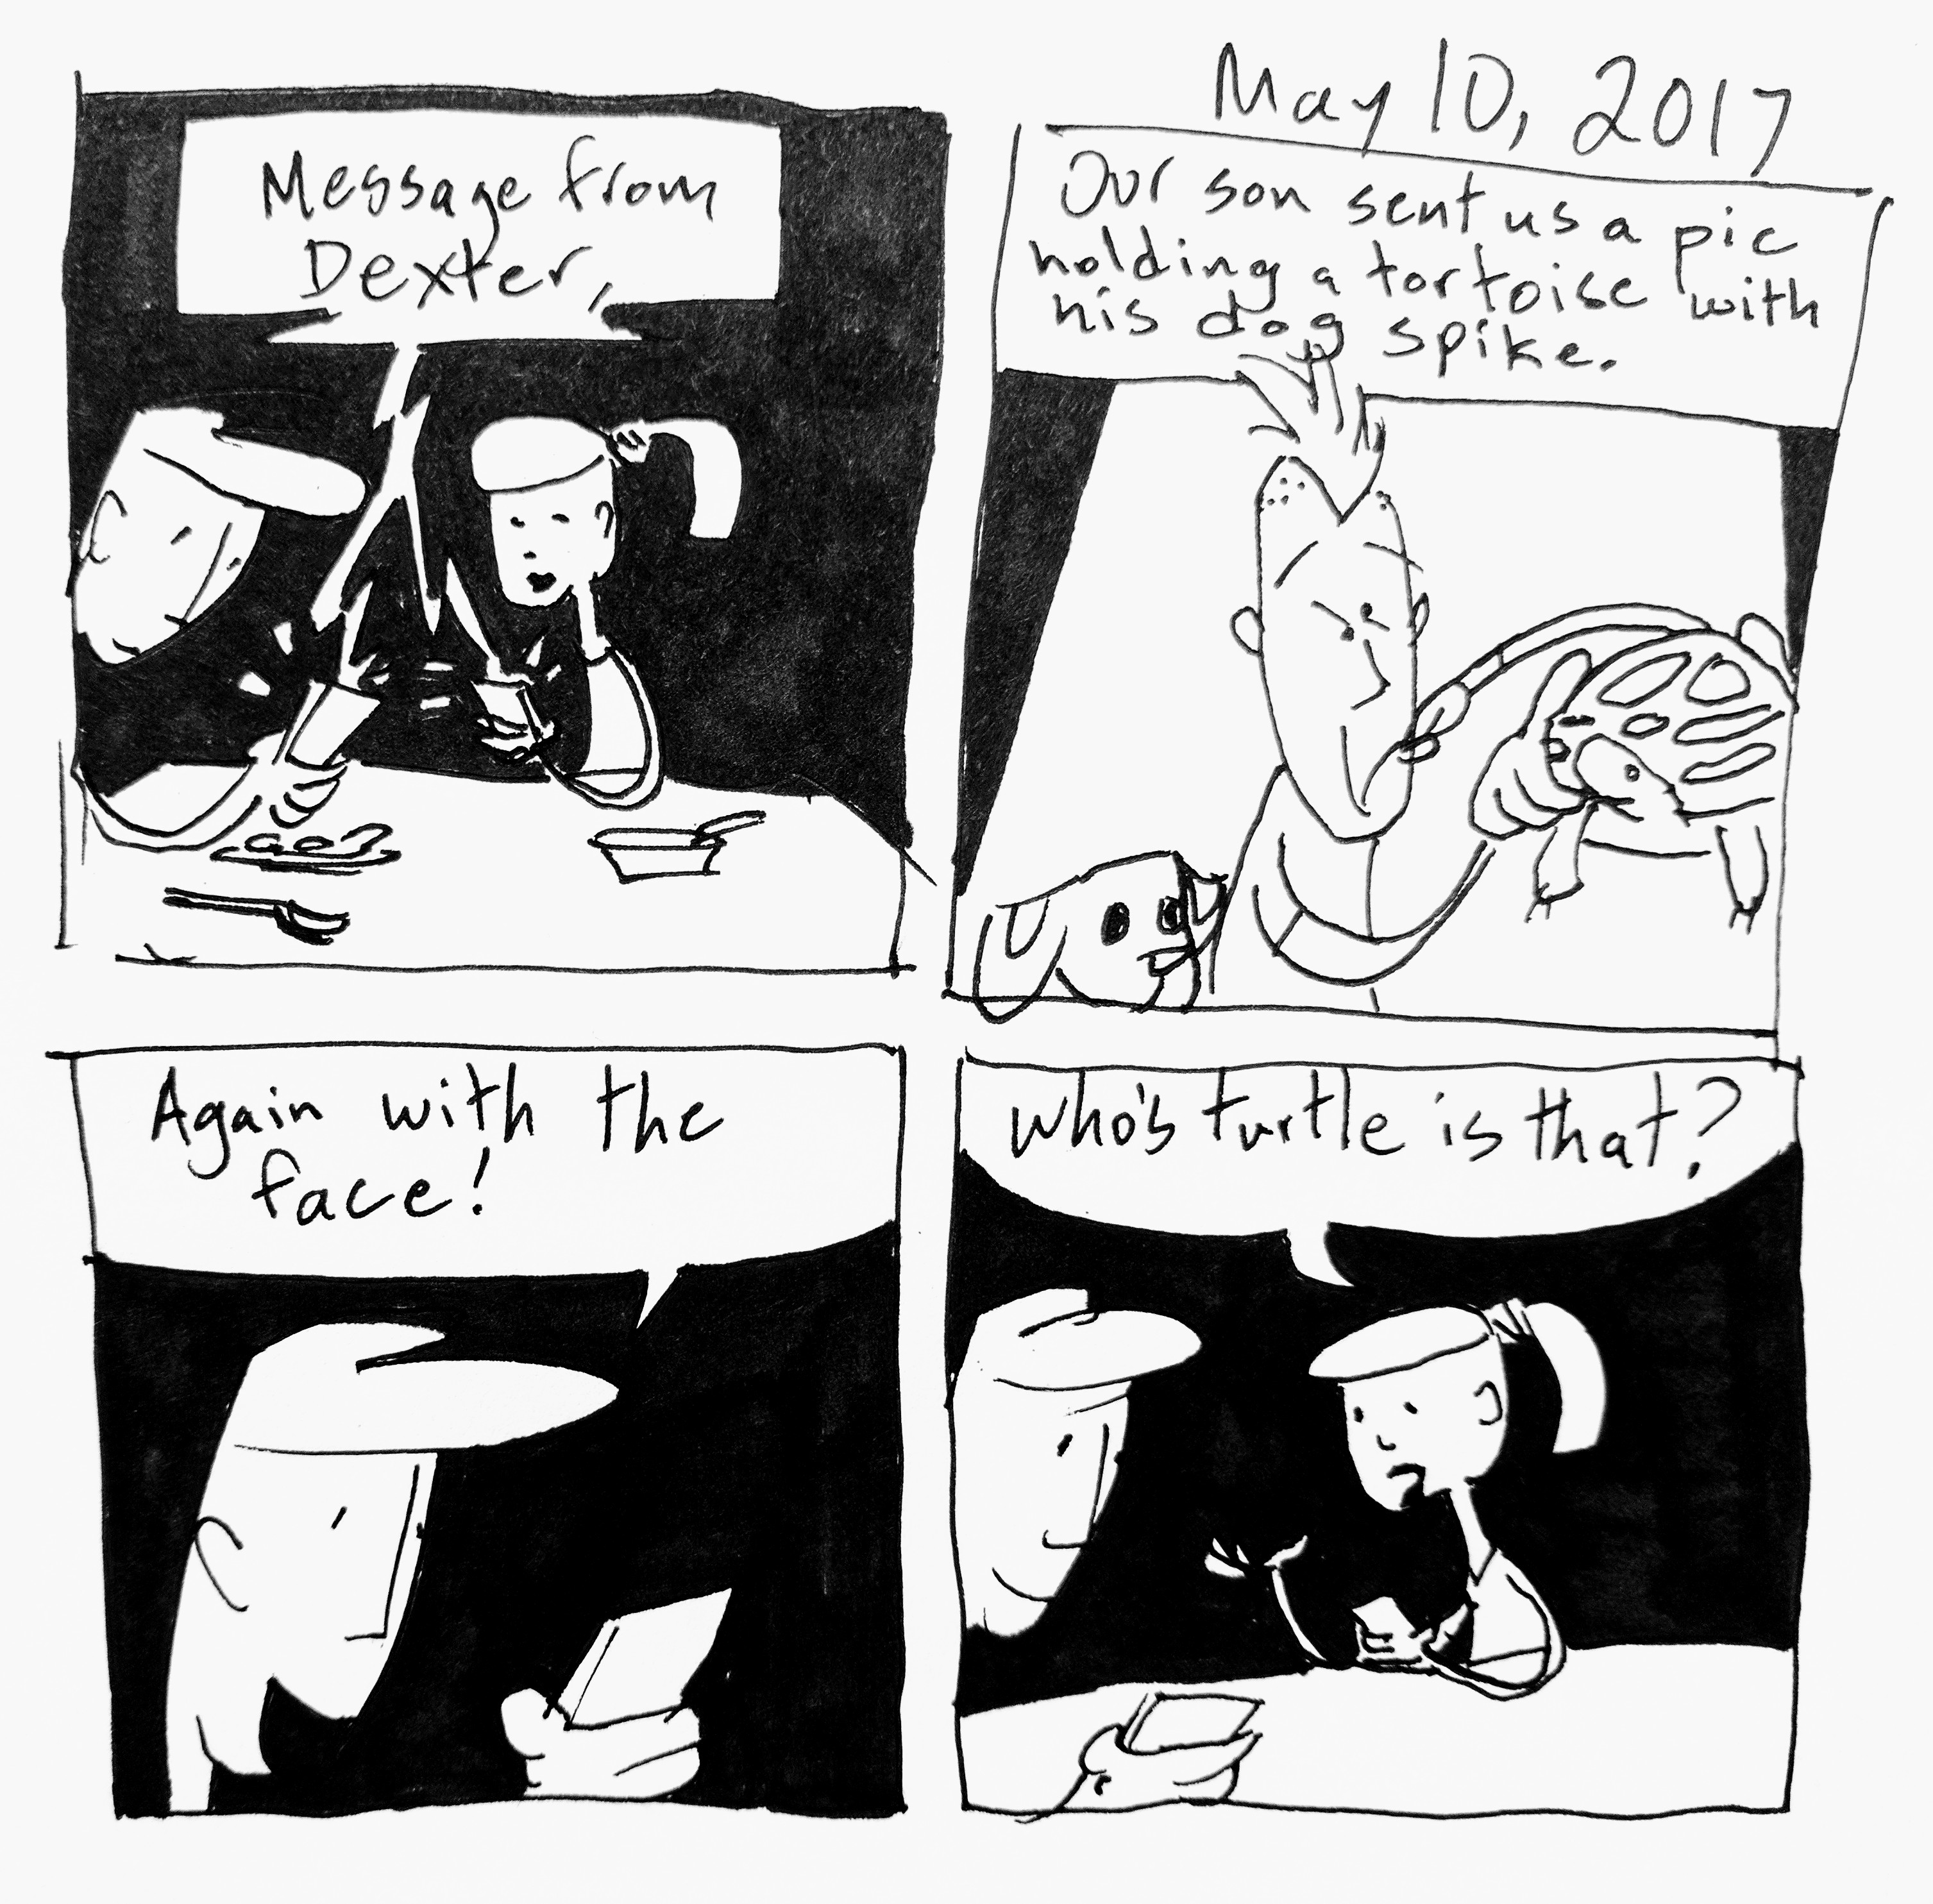 May 10, 2017
Message from
Dexter,
Our son sent us a pic
holding a tortoise with
his dog spike.
Again with the
face!
Who's turtle is that?